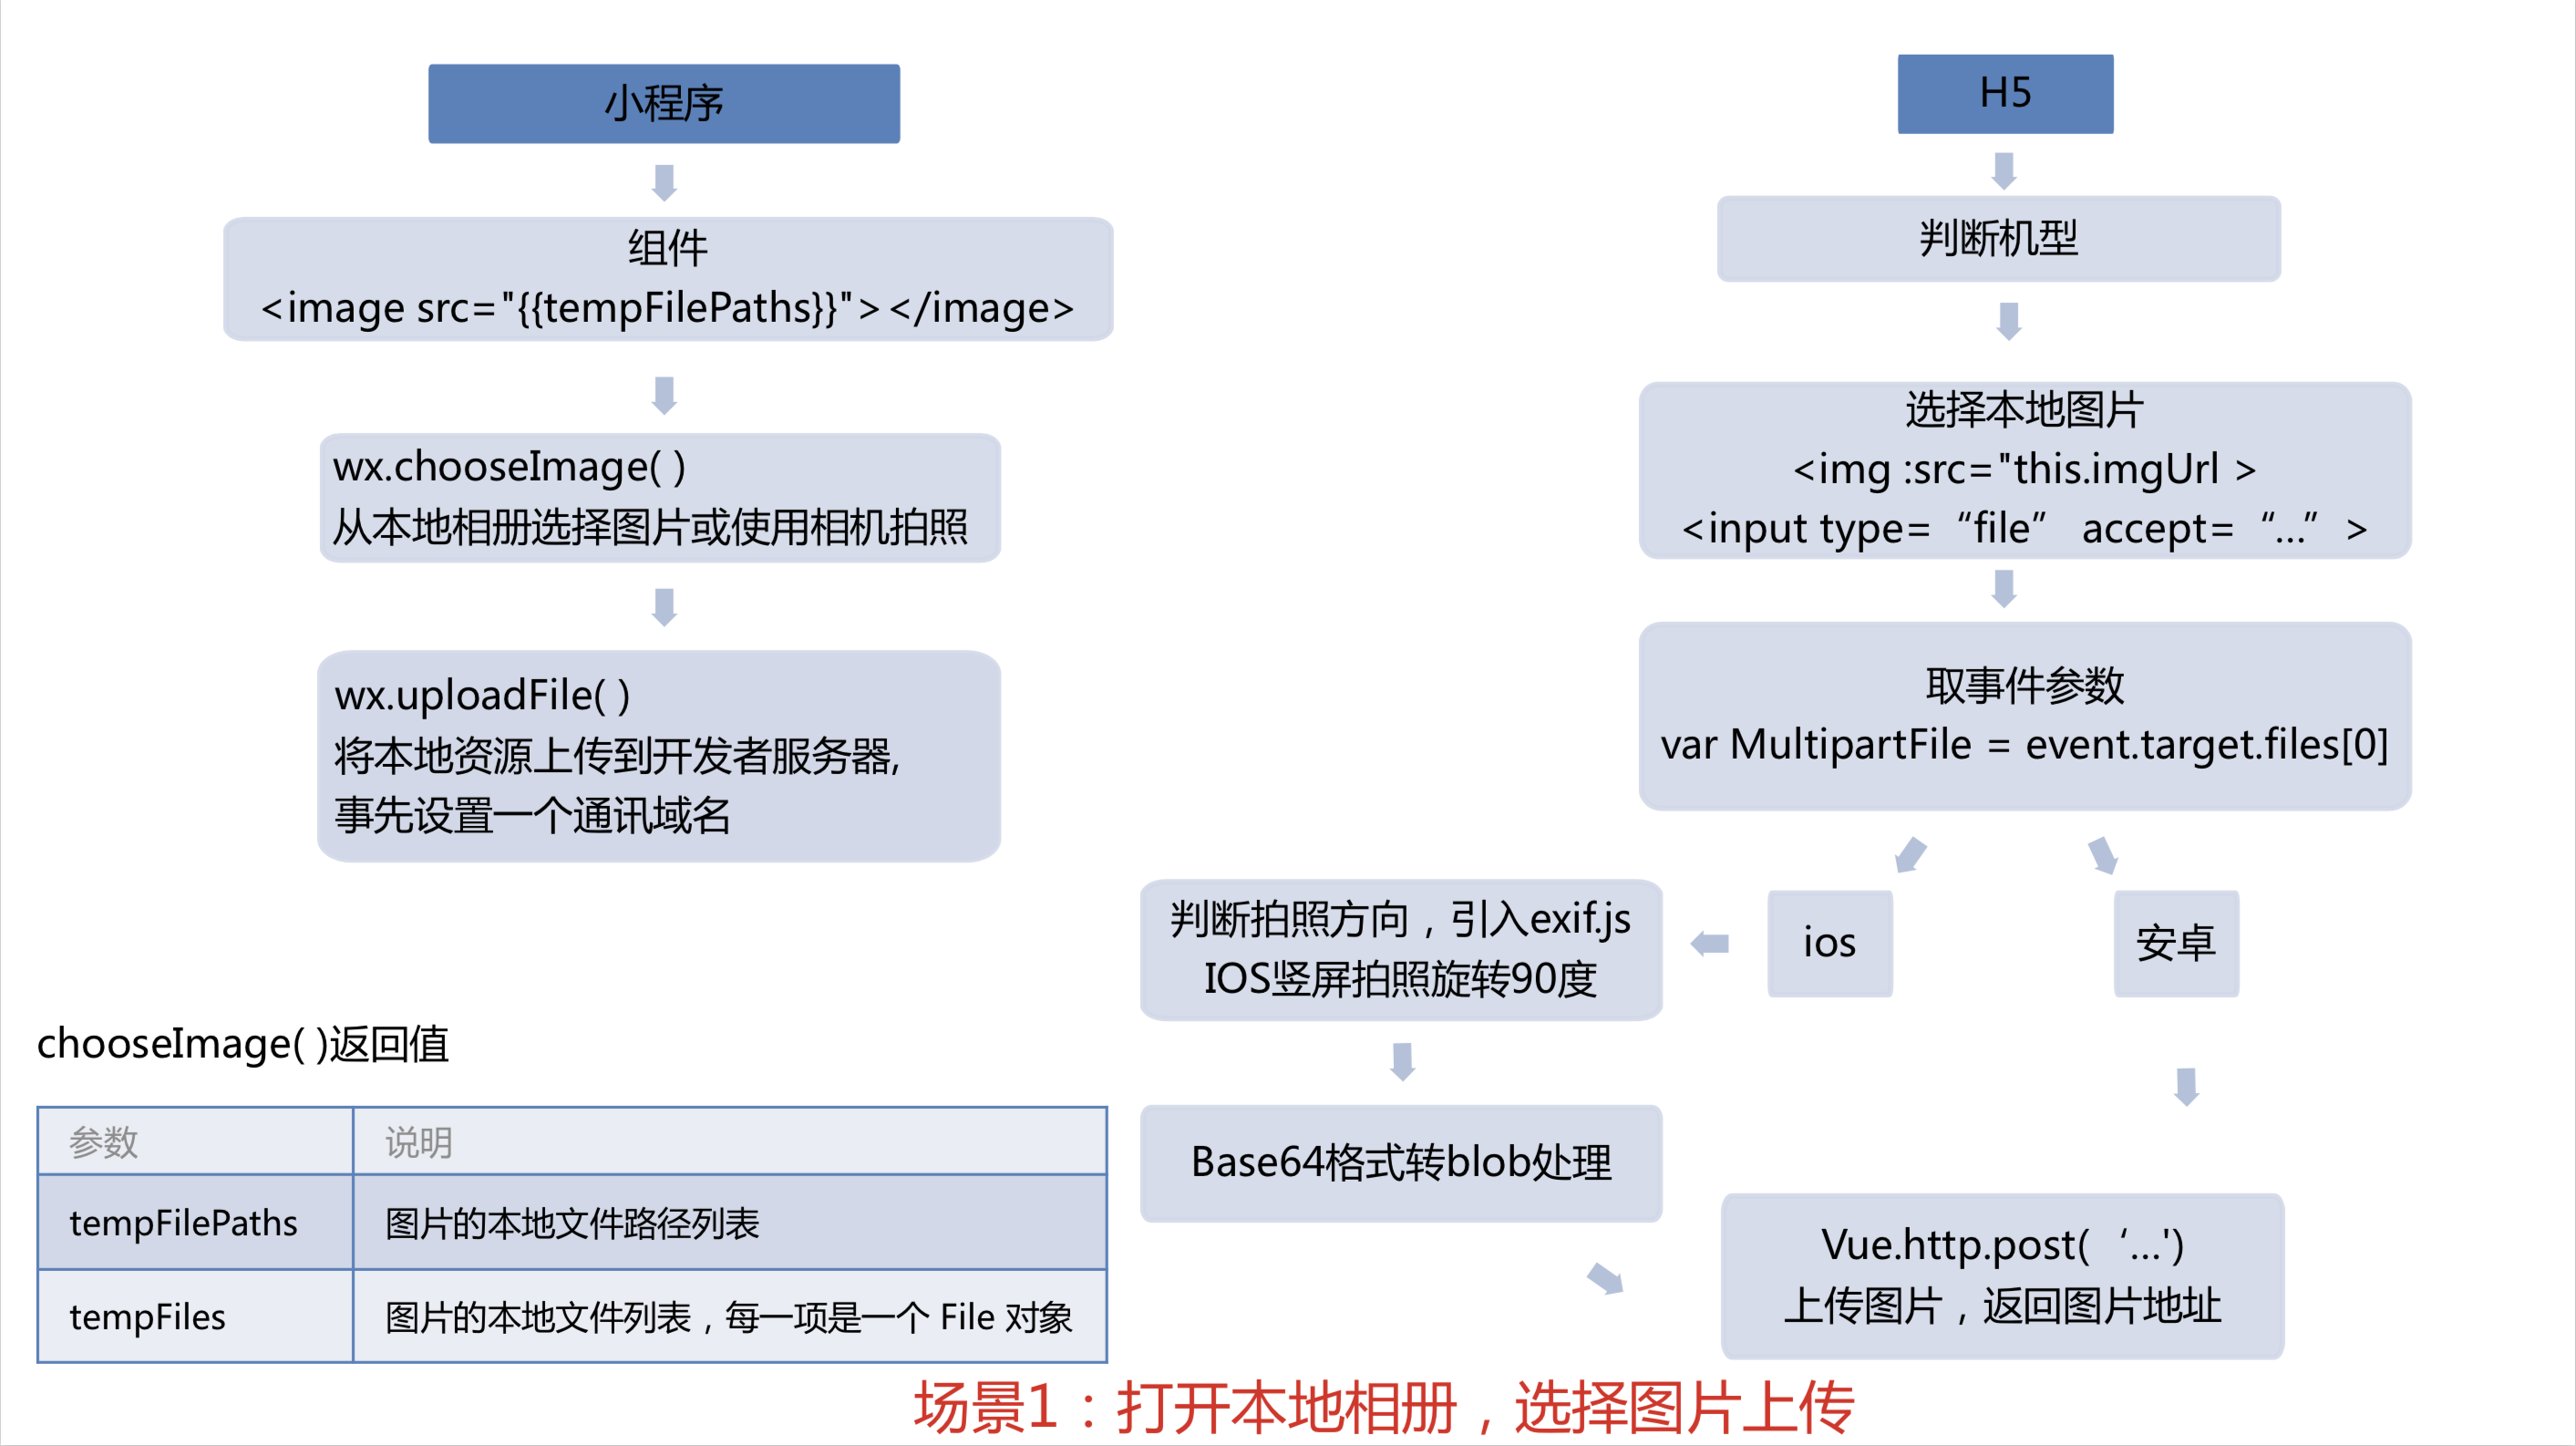 小程序
组件
<image src="{{tempFilePaths}}"></image>
wx.chooseImage( )
从本地相册选择图片或使用相机拍照
wx.uploadFile( )
将本地资源上传到开发者服务器,
事先设置一个通讯域名
chooseImage( )返回值
参数 说明
tempFilePaths 图片的本地文件路径列表
tempFiles 图片的本地文件列表，每一项是一个 File 对象
H5
判断机型
选择本地图片
<img :src="this.imgUrl >
<input type=“file” accept=“...”>
取事件参数
var MultipartFile = event.target.files[0]
ios
安卓
判断拍照方向，引入exif.js
IOS竖屏拍照旋转90度
Base64格式转blob处理
Vue.http.post(‘...')
上传图片，返回图片地址
场景1：打开本地相册，选择图片上传